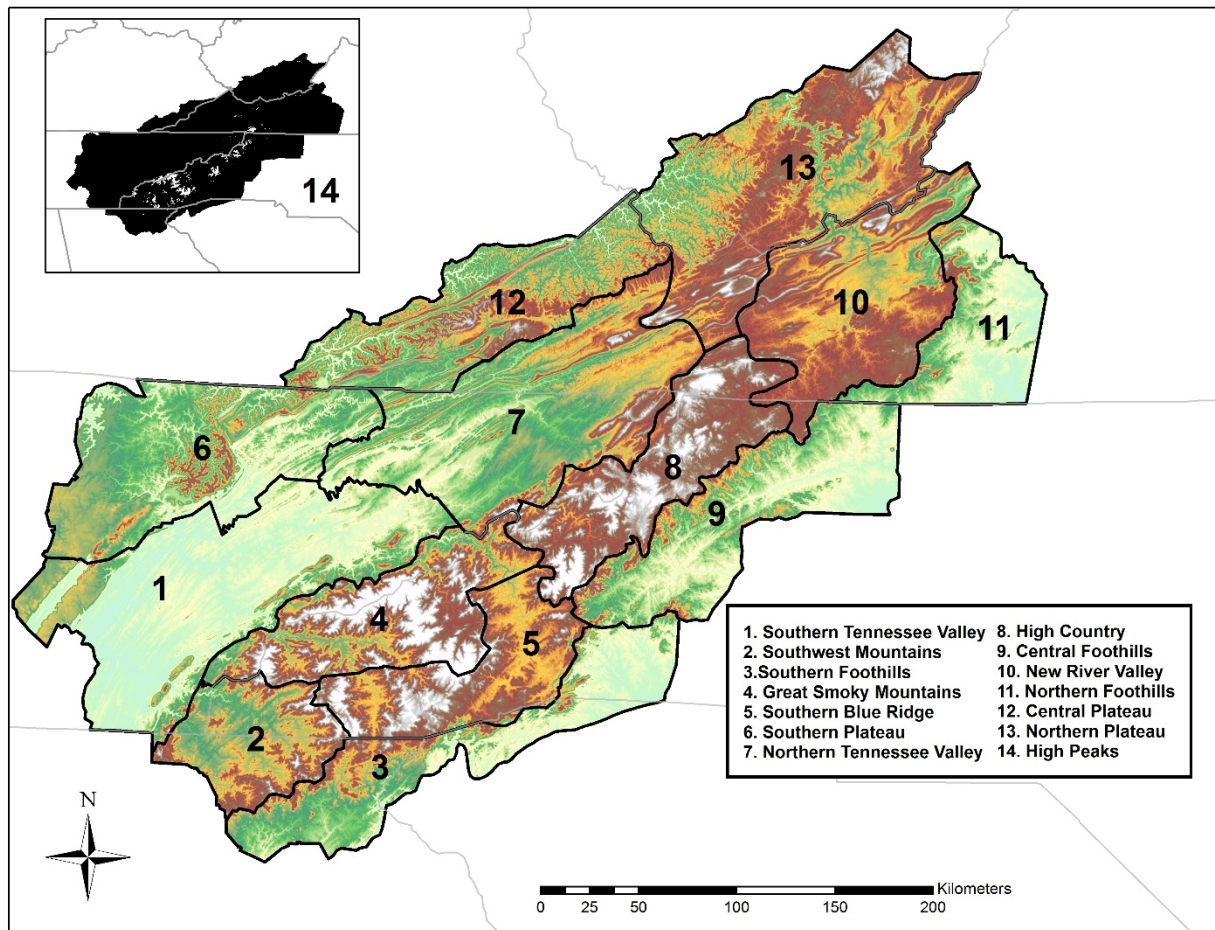 14
13
12
10
11
6
7
8
9
1
4
5
2
3
1. Southern Tennessee Valley
2. Southwest Mountains
3.Southern Foothills
4. Great Smoky Mountains
5. Southern Blue Ridge
6. Southern Plateau
7. Northern Tennessee Valley
8. High Country
9. Central Foothills
10. New River Valley
11. Northern Foothills
12. Central Plateau
13. Northern Plateau
14. High Peaks
N
Kilometers
0 25 50 100 150 200